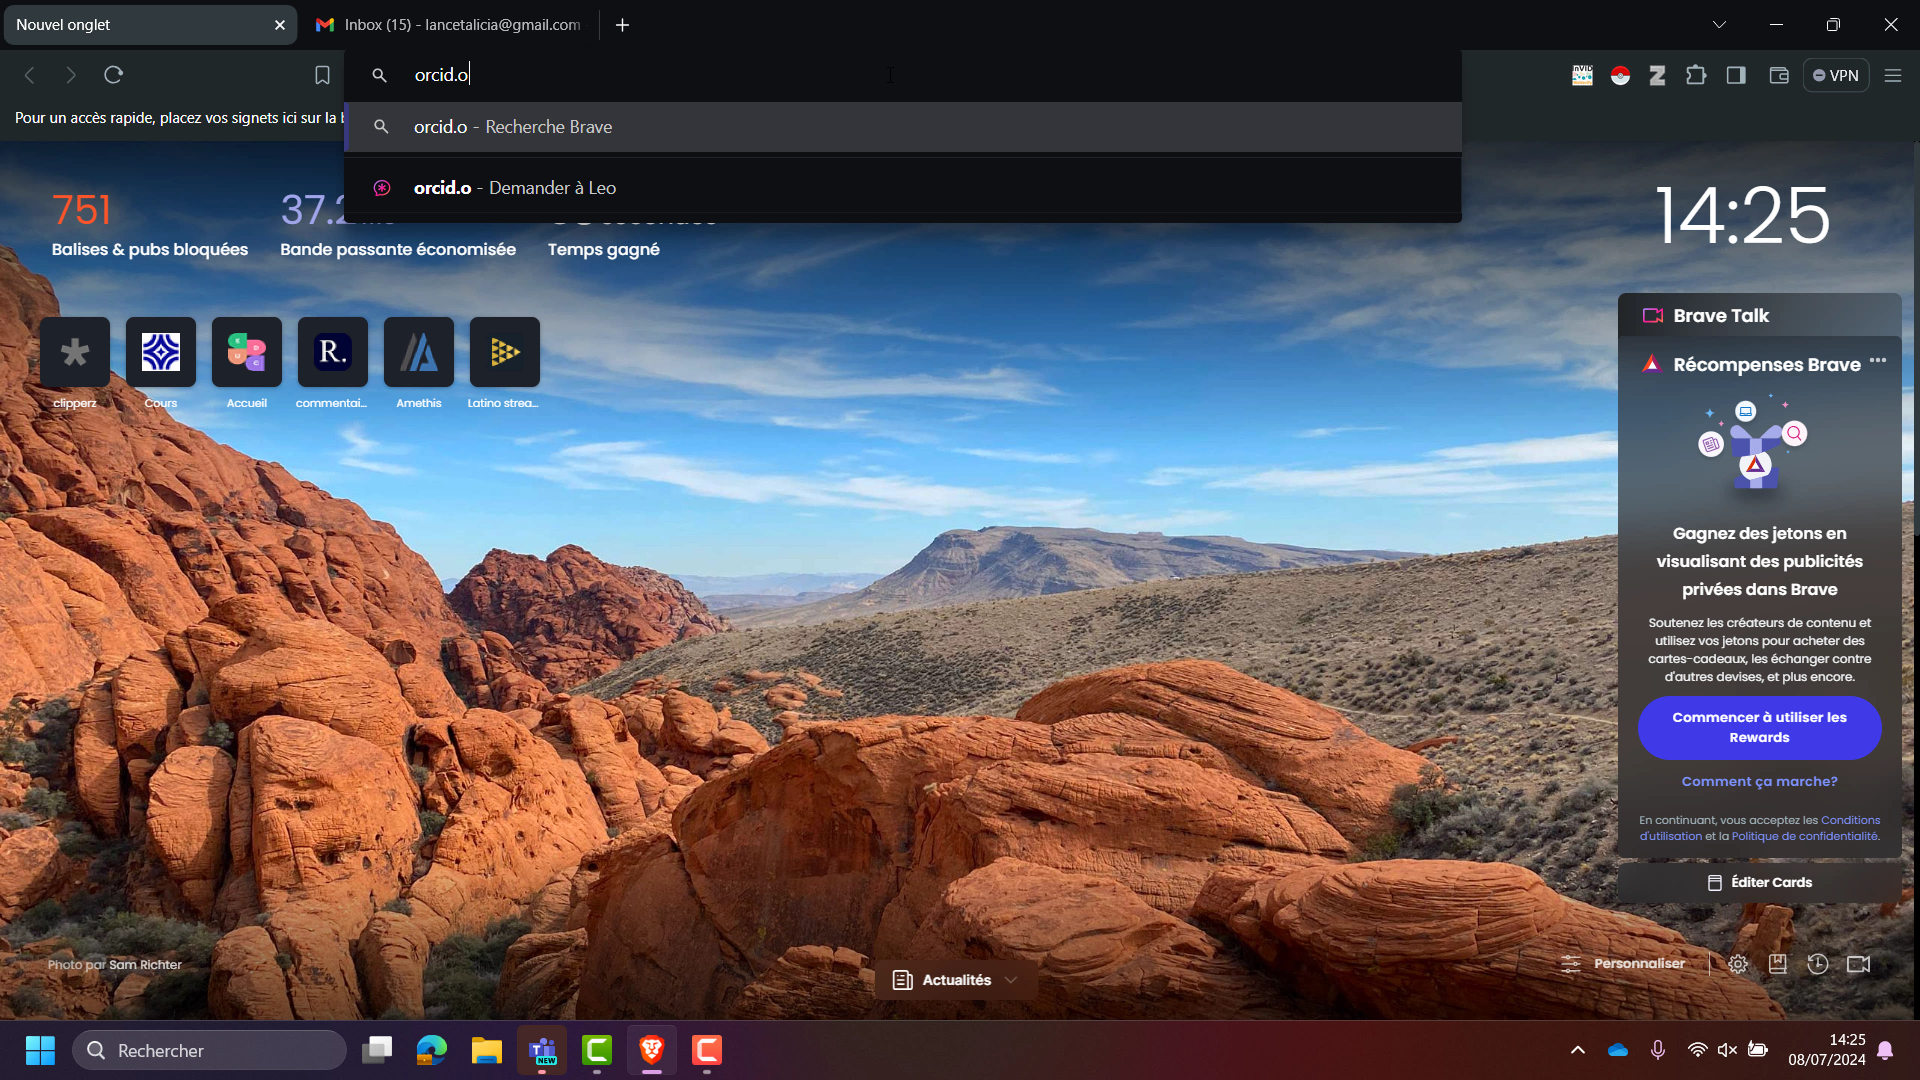 Nouvel onglet
Inbox (15) - lancetalicia@gmail.com
orcid.o
VPN
Pour un accès rapide, placez vos signets ici sur la b
orcid.o - Recherche Brave
orcid.o - Demander à Leo
751
37.2
Balises & pubs bloquées
Bande passante économisée
Temps gagné
14:25
clipperz
Cours
Accueil
R.
commentai...
Amethis
Latino strea...
Brave Talk
Récompenses Brave
Gagnez des jetons en
visualisant des publicités
privées dans Brave
Soutenez les créateurs de contenu et
utilisez vos jetons pour acheter des
cartes-cadeaux, les échanger contre
d'autres devises, et plus encore.
Commencer à utiliser les
Rewards
Comment ça marche?
En continuant, vous acceptez les Conditions
d'utilisation et la Politique de confidentialité.
Éditer Cards
Photo par Sam Richter
Actualités
Personnaliser
Rechercher
NEW
14:25
08/07/2024